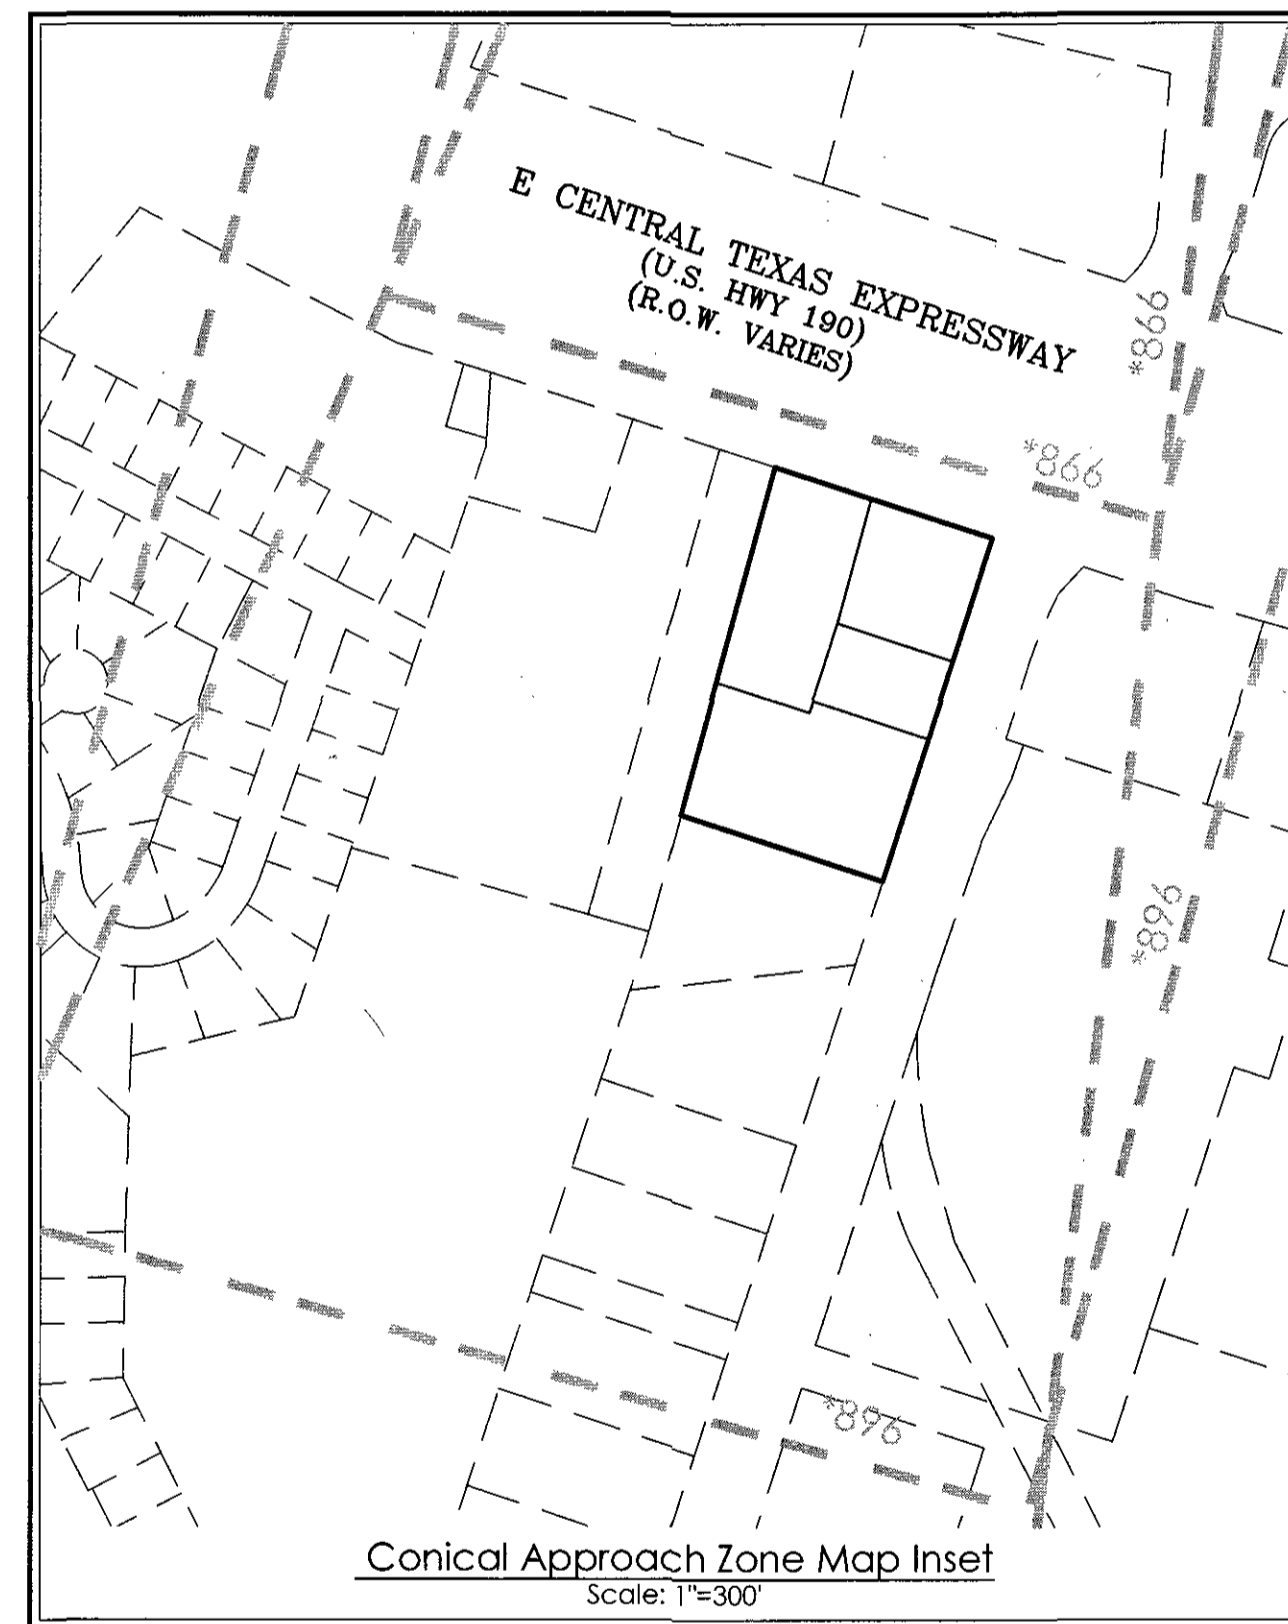 E CENTRAL TEXAS EXPRESSWAY
(U.S. HWY 190)
(R.O.W. VARIES)
*866
*866
*896
*896
Conical Approach Zone Map Inset
Scale: 1"=300'